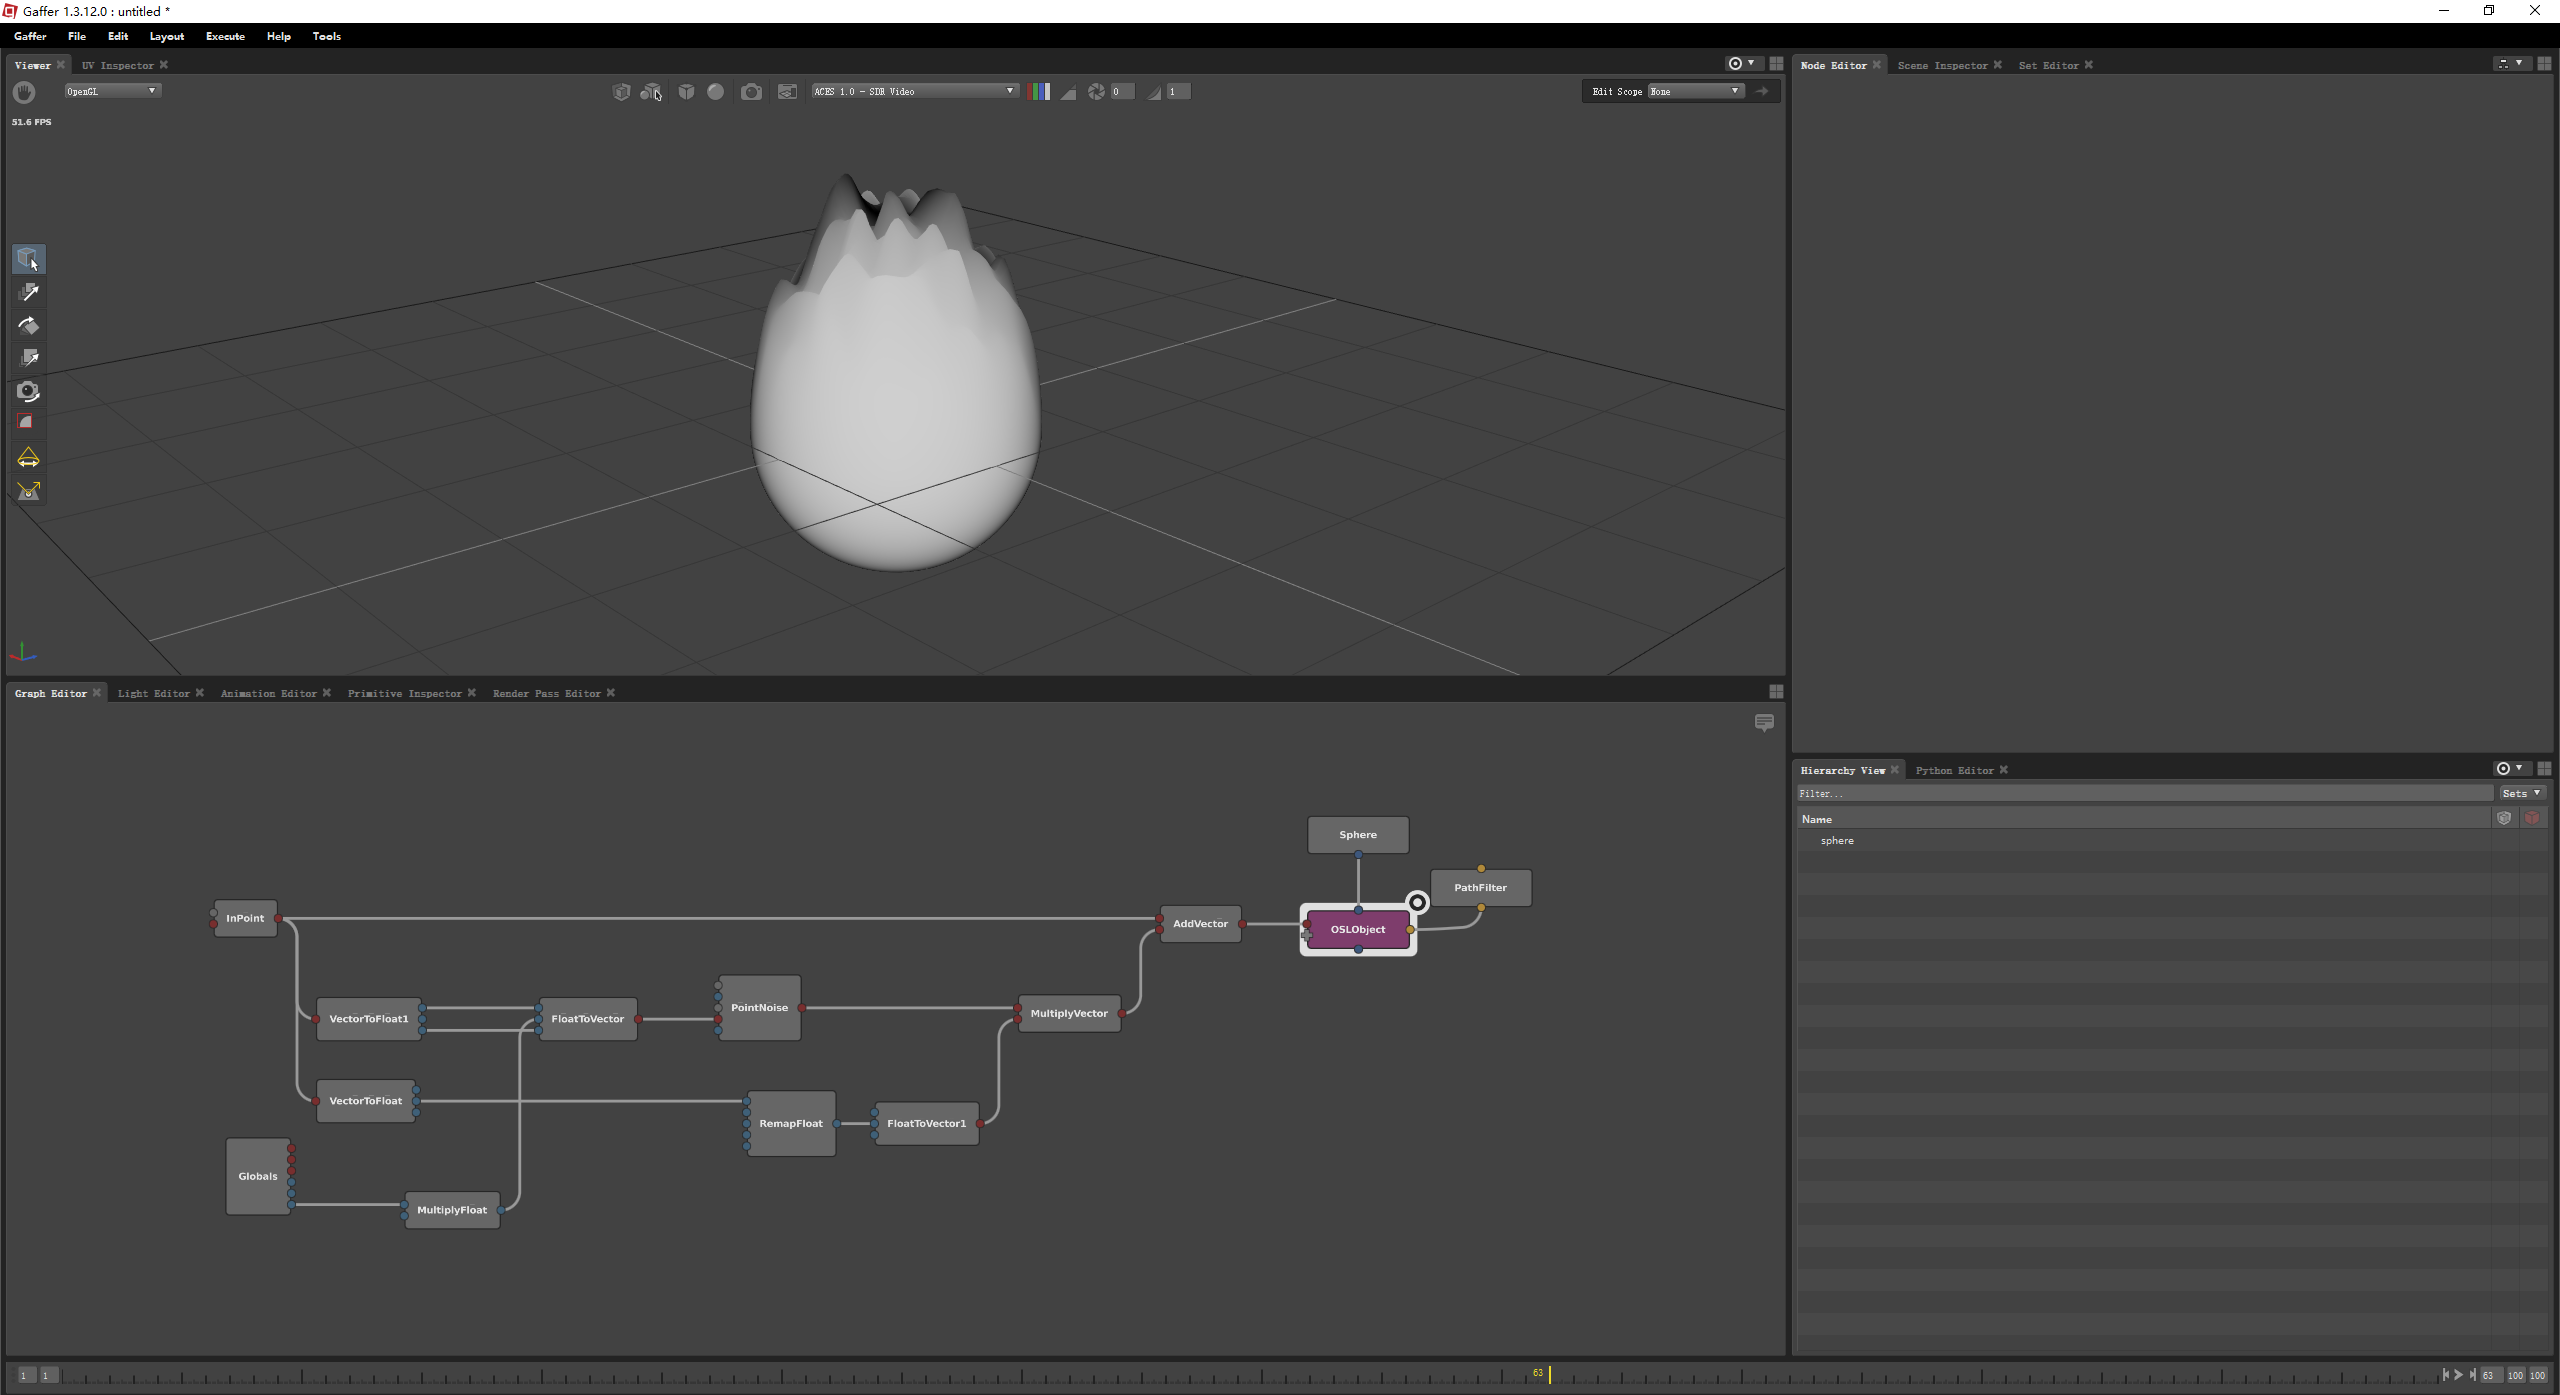 Gaffer 1.3.12.0 : untitled *
Gaffer File Edit Layout Execute Help Tools
Viewer UV Inspector
OpenGL ACES 1.0 - SDR Video 0 1 Edit Scope None
51.6 FPS
Node Editor Scene Inspector Set Editor
Graph Editor Light Editor Animation Editor Primitive Inspector Render Pass Editor
Sphere
PathFilter
InPoint
AddVector
OSLObject
PointNoise
VectorToFloat1
FloatToVector
MultiplyVector
VectorToFloat
RemapFloat
FloatToVector1
Globals
MultiplyFloat
Hierarchy View Python Editor
Filter... Sets
Name
sphere
1 1 63 63 100 100